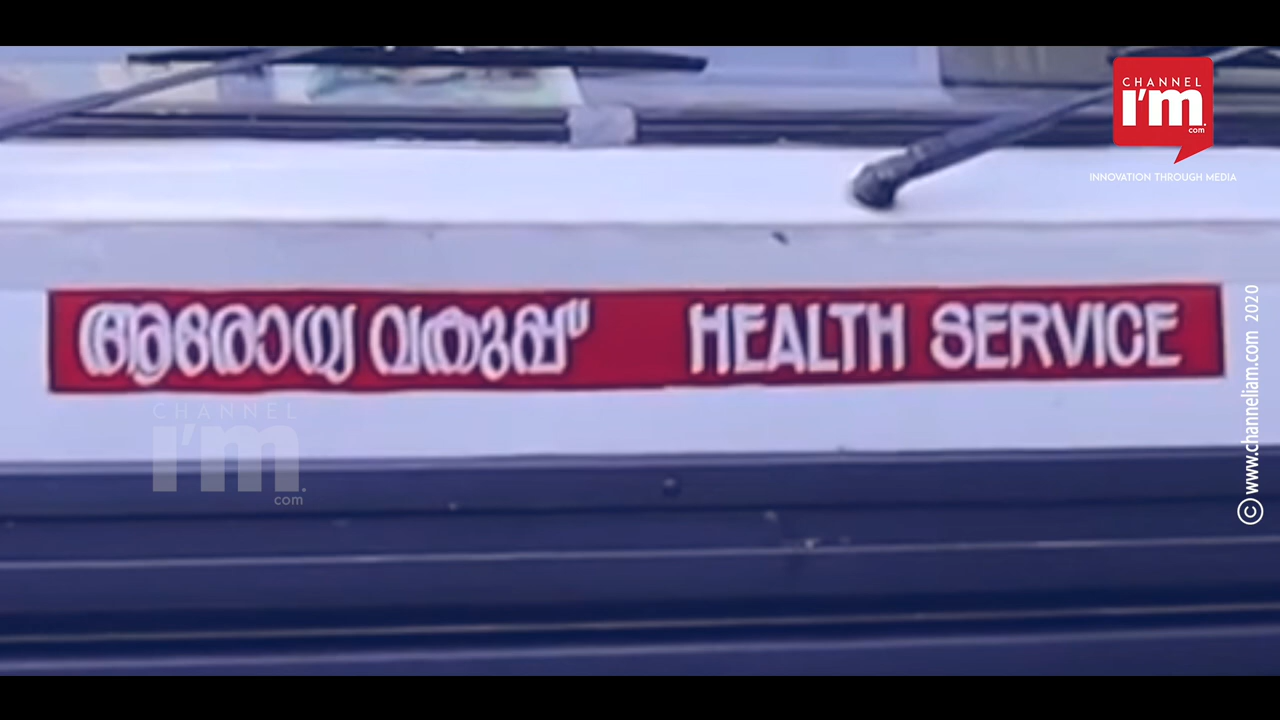 CHANNEL
I'm.
com
INNOVATION THROUGH MEDIA
ആരോഗ്യ വകുപ്പ് HEALTH SERVICE
CHANNEL
I'm.
com
© www.channeliam.com 2020